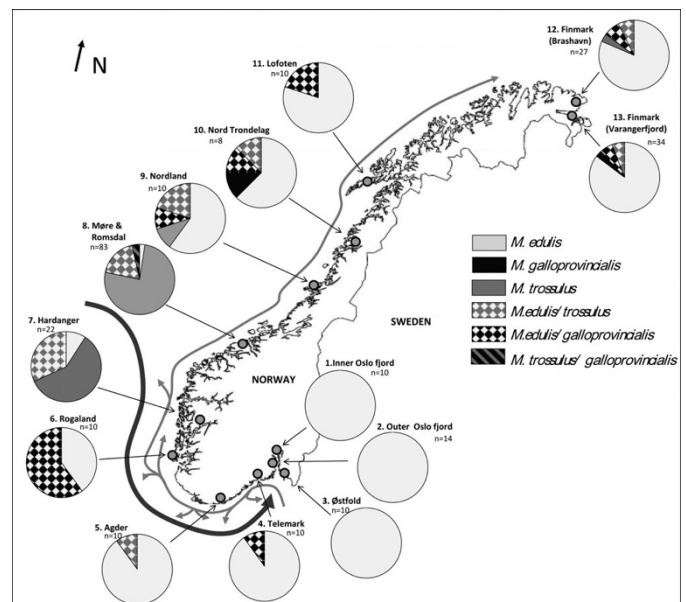 12. Finmark
(Brashavn)
n=27
11. Lofoten
n=10
N
13. Finmark
(Varangerfjord)
n=34
10. Nord Trondelag
n=8
9. Nordland
n=10
8. Møre &
Romsdal
n=83
7. Hardanger
n=22
6. Rogaland
n=10
5. Agder
n=10
4. Telemark
n=10
3. Østfold
n=10
2. Outer Oslo fjord
n=14
1.Inner Oslo fjord
n=10
NORWAY
SWEDEN
M. edulis
M. galloprovincialis
M. trossulus
M.edulis/ trossulus
M.edulis/ galloprovincialis
M. trossulus/ galloprovincialis